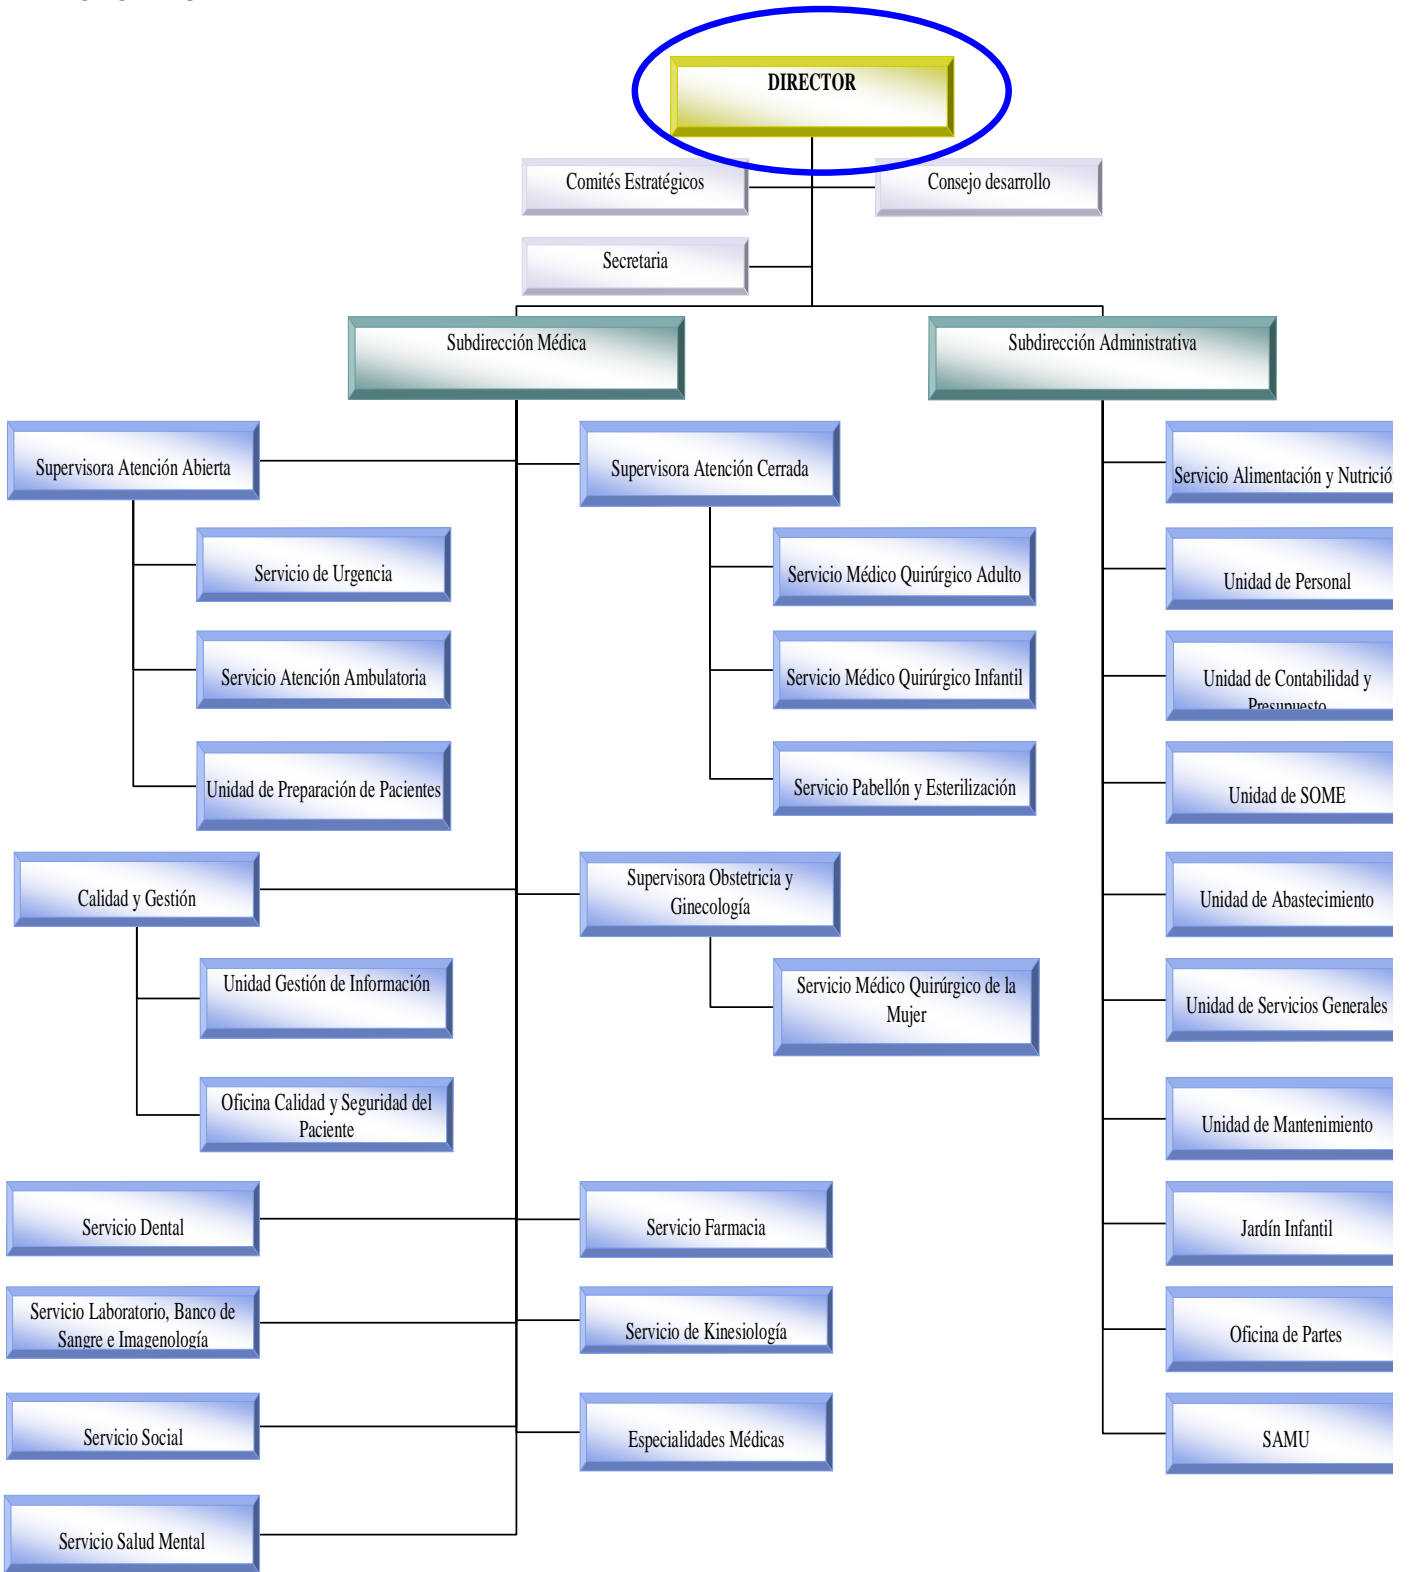 DIRECTOR
Comités Estratégicos
Consejo desarrollo
Secretaria
Subdirección Médica
Subdirección Administrativa
Supervisora Atención Abierta
Supervisora Atención Cerrada
Servicio Alimentación y Nutrició
Servicio de Urgencia
Servicio Médico Quirúrgico Adulto
Unidad de Personal
Servicio Atención Ambulatoria
Servicio Médico Quirúrgico Infantil
Unidad de Contabilidad y
Presupuesto
Unidad de Preparación de Pacientes
Servicio Pabellón y Esterilización
Unidad de SOME
Calidad y Gestión
Supervisora Obstetricia y
Ginecología
Unidad de Abastecimiento
Unidad Gestión de Información
Servicio Médico Quirúrgico de la
Mujer
Unidad de Servicios Generales
Oficina Calidad y Seguridad del
Paciente
Unidad de Mantenimiento
Servicio Dental
Servicio Farmacia
Jardín Infantil
Servicio Laboratorio, Banco de
Sangre e Imagenología
Servicio de Kinesiología
Oficina de Partes
Servicio Social
Especialidades Médicas
SAMU
Servicio Salud Mental